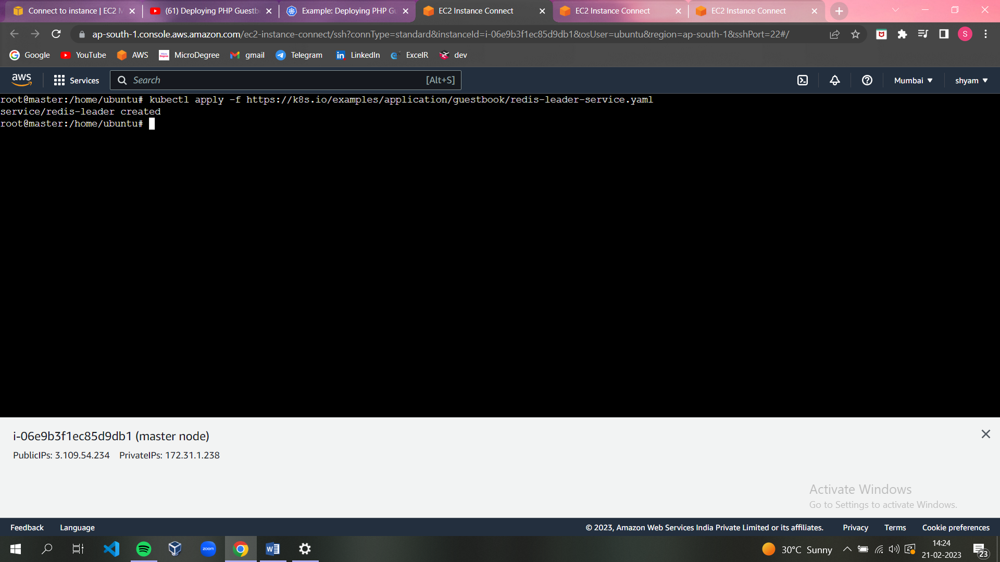 Connect to instance | EC2 M
(61) Deploying PHP Guestb
Example: Deploying PHP Gu
EC2 Instance Connect
EC2 Instance Connect
EC2 Instance Connect
ap-south-1.console.aws.amazon.com/ec2-instance-connect/ssh?connType=standard&instanceId=i-06e9b3f1ec85d9db1&osUser=ubuntu&region=ap-south-1&sshPort=22#/
S
Google YouTube AWS MicroDegree gmail Telegram LinkedIn ExcelR dev
aws Services Search [Alt+S] Mumbai shyam
root@master:/home/ubuntu# kubectl apply -f https://k8s.io/examples/application/guestbook/redis-leader-service.yaml
service/redis-leader created
root@master:/home/ubuntu#
i-06e9b3f1ec85d9db1 (master node)
PublicIPs: 3.109.54.234 PrivateIPs: 172.31.1.238
Activate Windows
Go to Settings to activate Windows.
Feedback Language © 2023, Amazon Web Services India Private Limited or its affiliates. Privacy Terms Cookie preferences
zoom
30°C Sunny
14:24
21-02-2023
23